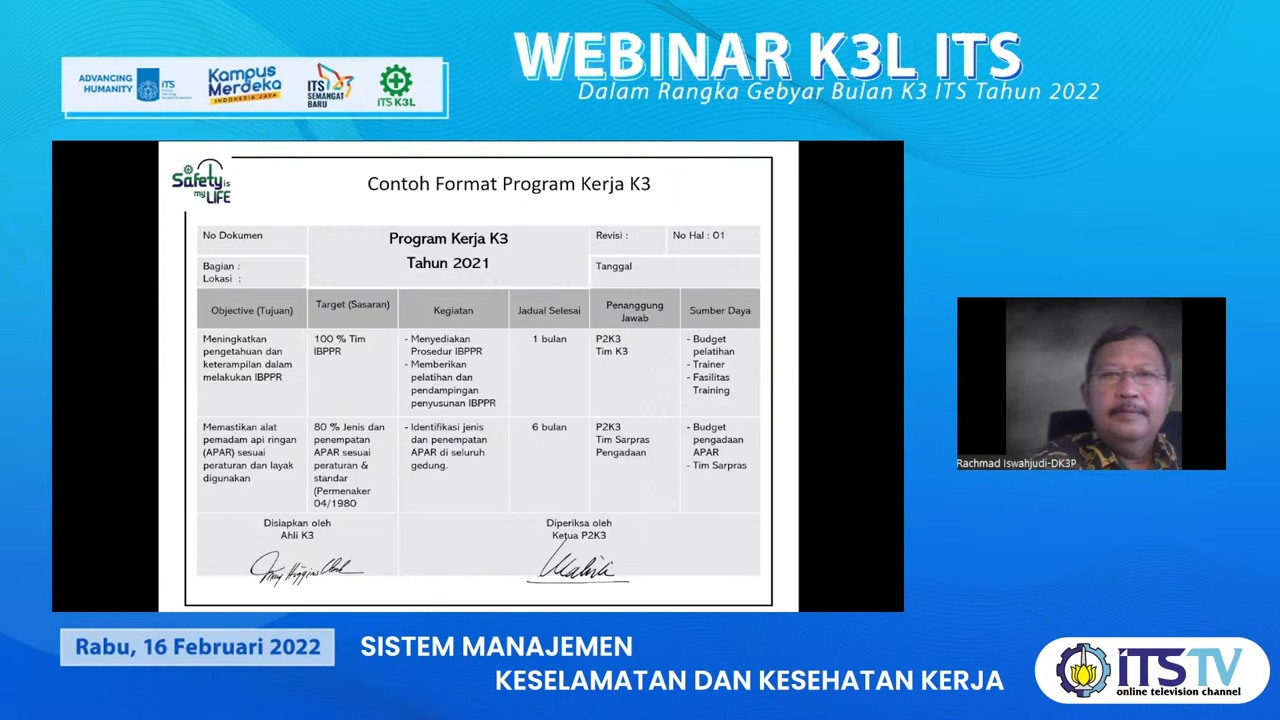 WEBINAR K3L ITS
Dalam Rangka Gebyar Bulan K3 ITS Tahun 2022
ADVANCING
HUMANITY
ITS
Kampus
Merdeka
INDONESIA JAYA
ITS
SEMANGAT
BARU
ITS K3L
Safety is
my LIFE
Contoh Format Program Kerja K3
No Dokumen
Program Kerja K3
Tahun 2021
Revisi :
No Hal : 01
Bagian :
Lokasi :
Tanggal
Objective (Tujuan)
Target (Sasaran)
Kegiatan
Jadual Selesai
Penanggung
Jawab
Sumber Daya
Meningkatkan
pengetahuan dan
keterampilan dalam
melakukan IBPPR
100 % Tim
IBPPR
- Menyediakan
Prosedur IBPPR
- Memberikan
pelatihan dan
pendampingan
penyusunan IBPPR
1 bulan
P2K3
Tim K3
- Budget
pelatihan
- Trainer
- Fasilitas
Training
Memastikan alat
pemadam api ringan
(APAR) sesuai
peraturan dan layak
digunakan
80 % Jenis dan
penempatan
APAR sesuai
peraturan &
standar
(Permenaker
04/1980
- Identifikasi jenis
dan penempatan
APAR di seluruh
gedung.
6 bulan
P2K3
Tim Sarpras
Pengadaan
- Budget
pengadaan
APAR
- Tim Sarpras
Disiapkan oleh
Ahli K3
Diperiksa oleh
Ketua P2K3
Rachmad Iswahjudi-DK3P
Rabu, 16 Februari 2022
SISTEM MANAJEMEN
KESELAMATAN DAN KESEHATAN KERJA
iTSTV
online television channel